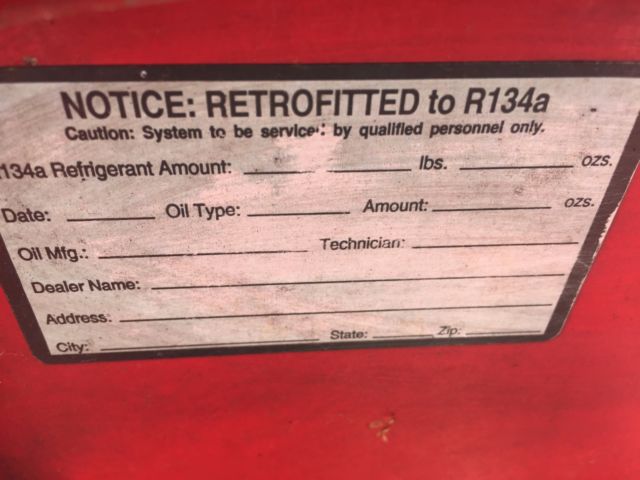 NOTICE: RETROFITTED to R134a
Caution: System to be service: by qualified personnel only.
134a Refrigerant Amount: lbs. ozs.
Date: Oil Type: Amount: ozs.
Oil Mfg.: Technician:
Dealer Name:
Address:
City: State: Zip: